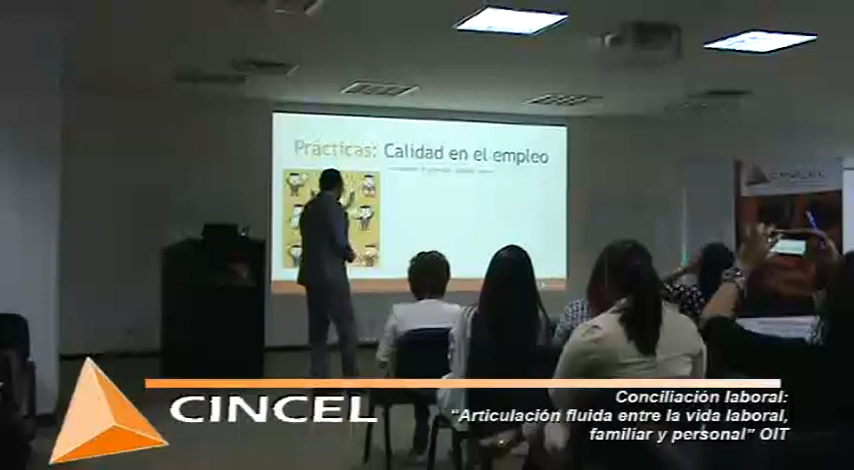 Prácticas: Calidad en el empleo
CINCEL
CINCEL
Conciliación laboral:
"Articulación fluida entre la vida laboral,
familiar y personal" OIT